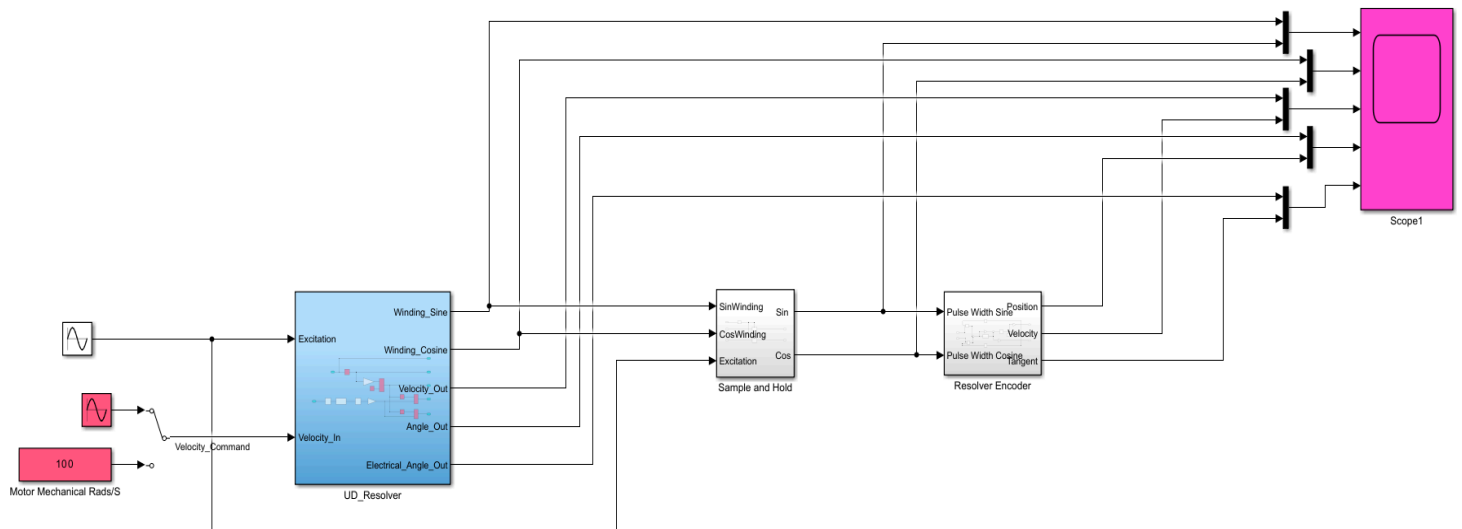 Scope1
Excitation
Velocity_In
Winding_Sine
Winding_Cosine
Velocity_Out
Angle_Out
Electrical_Angle_Out
UD_Resolver
Velocity_Command
100
Motor Mechanical Rads/S
SinWinding
CosWinding
Excitation
Sin
Cos
Sample and Hold
Pulse Width Sine
Pulse Width Cosine
Position
Velocity
Tangent
Resolver Encoder